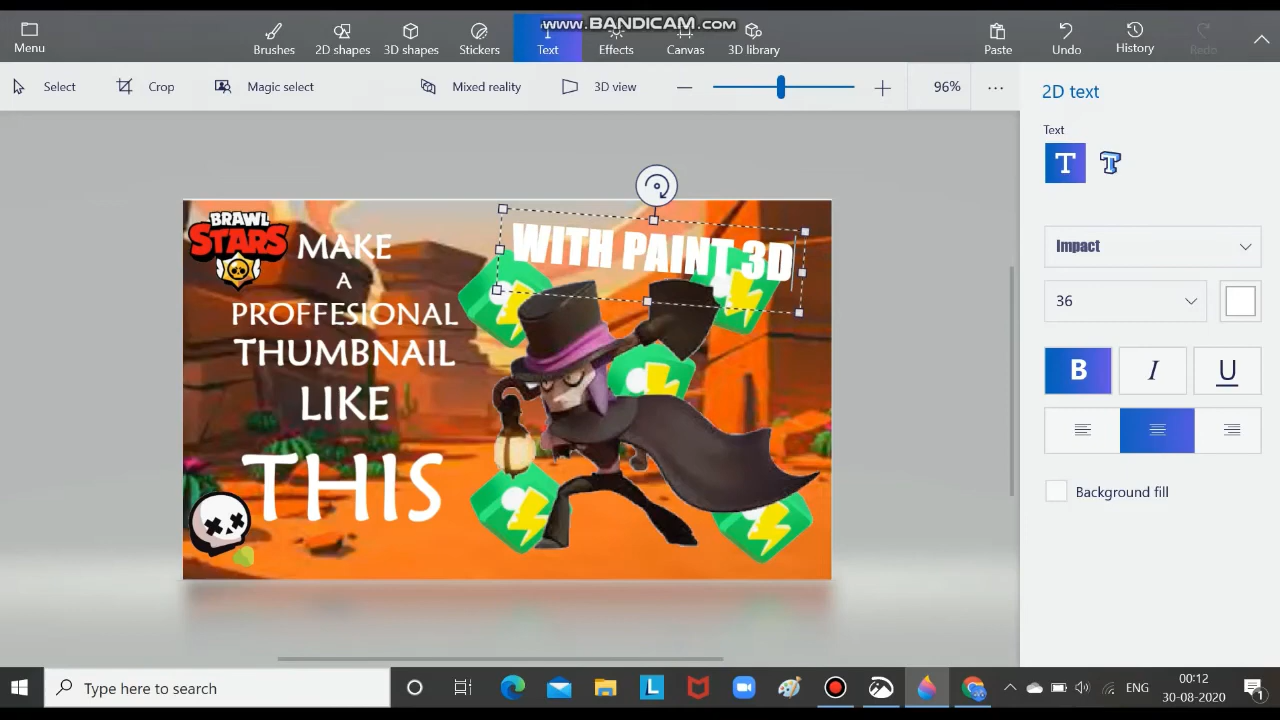 WWW.BANDICAM.COM
Menu
Brushes
2D shapes
3D shapes
Stickers
Text
Effects
Canvas
3D library
Paste
Undo
History
Redo
Select
Crop
Magic select
Mixed reality
3D view
96%
2D text
Text
T T
Impact
36
B I U
Background fill
BRAWL
STARS
MAKE
A
PROFFESIONAL
THUMBNAIL
LIKE
THIS
WITH PAINT 3D
Type here to search
L
ENG
00:12
30-08-2020
1